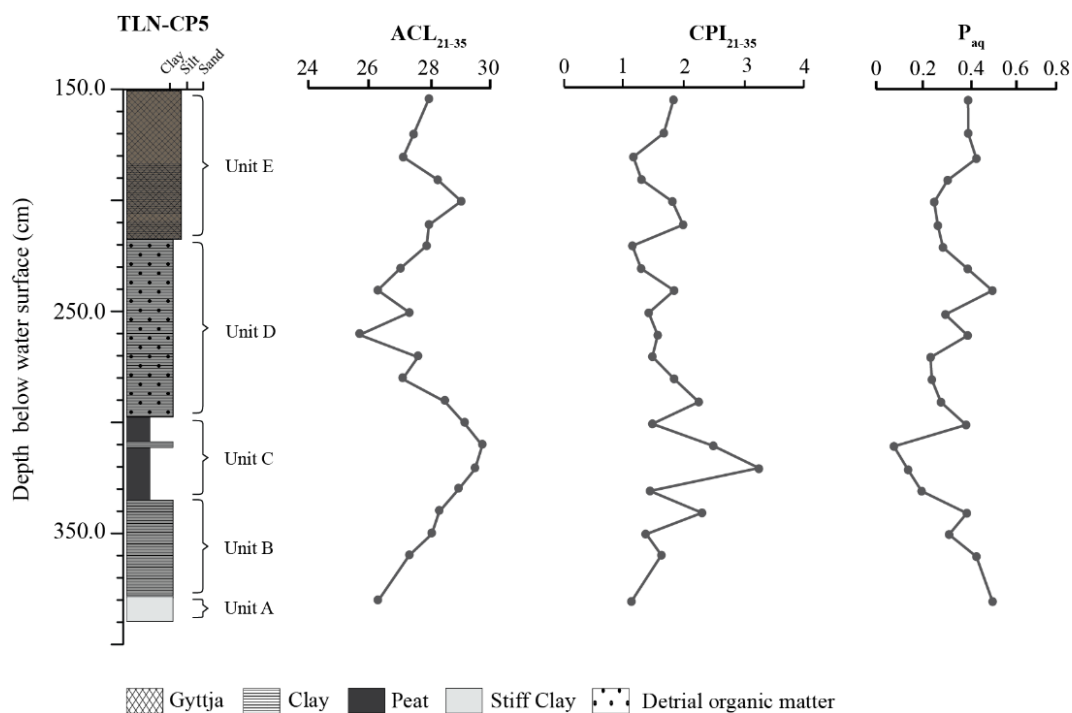 TLN-CP5
Clay
Silt
Sand
ACL21-35
24 26 28 30
CPI21-35
0 1 2 3 4
Paq
0 0.2 0.4 0.6 0.8
Depth below water surface (cm)
150.0
250.0
350.0
Unit E
Unit D
Unit C
Unit B
Unit A
Gyttja Clay Peat Stiff Clay Detrial organic matter